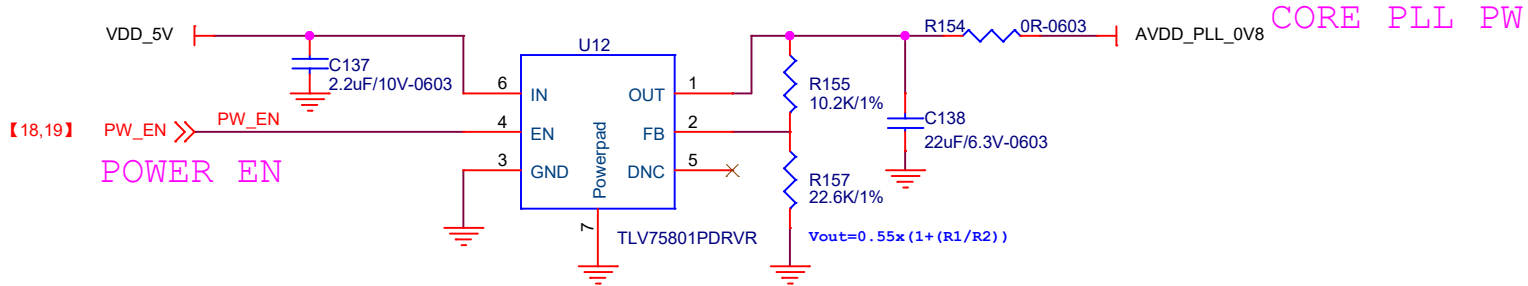 CORE PLL PW
VDD_5V
R154
0R-0603
AVDD_PLL_0V8
U12
C137
2.2uF/10V-0603
6
IN
OUT
1
R155
10.2K/1%
【18,19】
PW_EN
PW_EN
4
EN
FB
2
C138
22uF/6.3V-0603
POWER EN
3
GND
Powerpad
DNC
5
R157
22.6K/1%
7
TLV75801PDRVR
Vout=0.55x(1+(R1/R2))